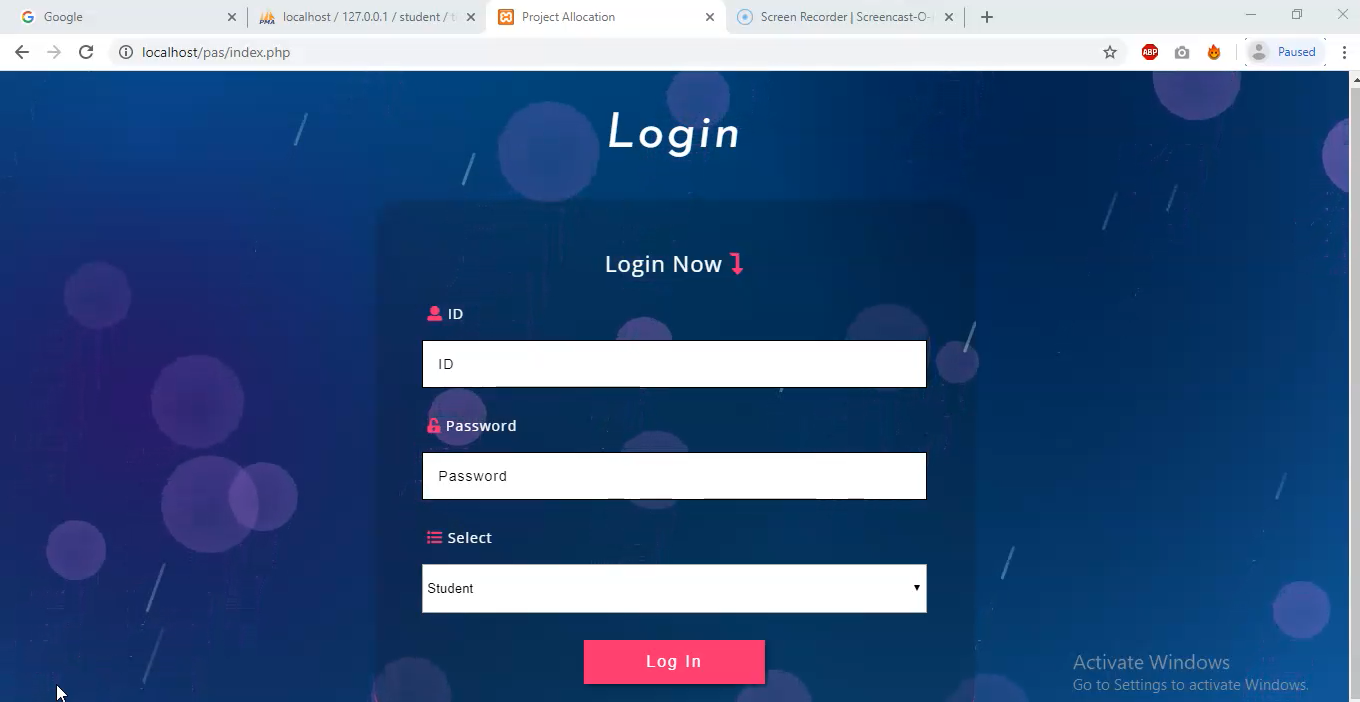 Google
localhost / 127.0.0.1 / student /
Project Allocation
Screen Recorder | Screencast-O-
localhost/pas/index.php
ABP
Paused
Login
Login Now
ID
ID
Password
Password
Select
Student
Log In
Activate Windows
Go to Settings to activate Windows.